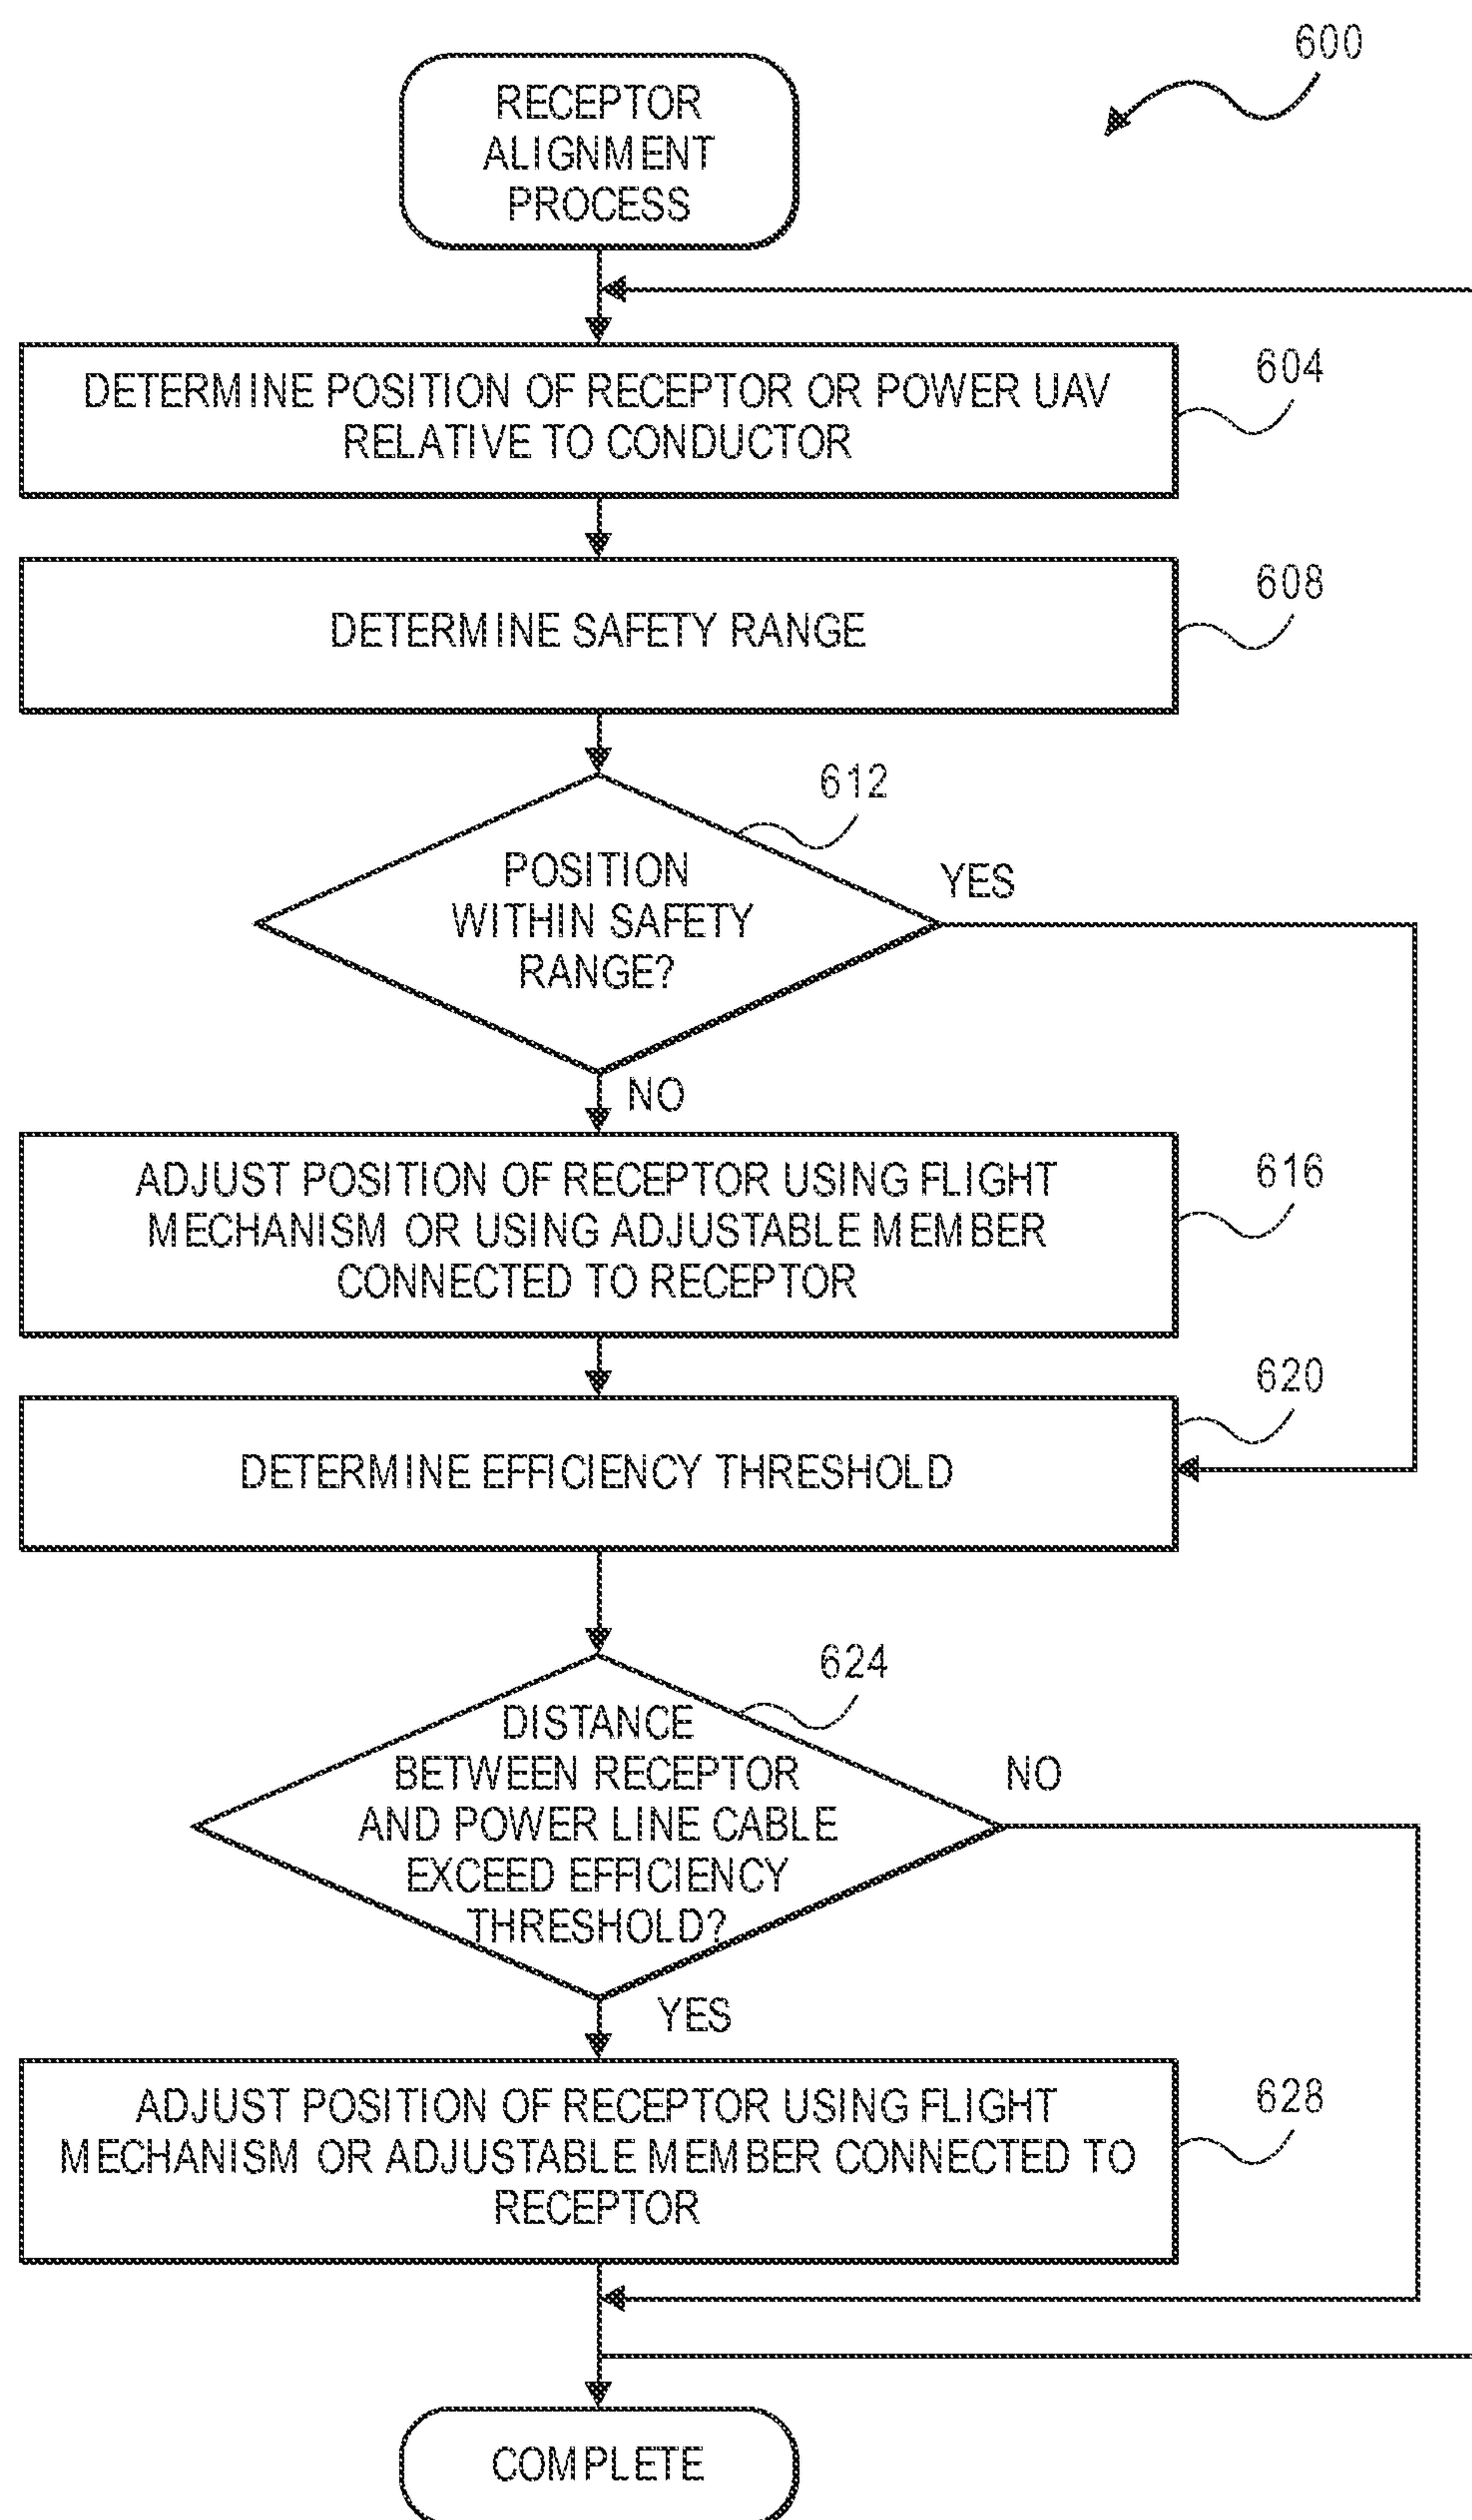 600
RECEPTOR
ALIGNMENT
PROCESS
604
DETERMINE POSITION OF RECEPTOR OR POWER UAV
RELATIVE TO CONDUCTOR
608
DETERMINE SAFETY RANGE
612
POSITION
WITHIN SAFETY
RANGE?
YES
NO
616
ADJUST POSITION OF RECEPTOR USING FLIGHT
MECHANISM OR USING ADJUSTABLE MEMBER
CONNECTED TO RECEPTOR
620
DETERMINE EFFICIENCY THRESHOLD
624
DISTANCE
BETWEEN RECEPTOR
AND POWER LINE CABLE
EXCEED EFFICIENCY
THRESHOLD?
NO
YES
628
ADJUST POSITION OF RECEPTOR USING FLIGHT
MECHANISM OR ADJUSTABLE MEMBER CONNECTED TO
RECEPTOR
COMPLETE